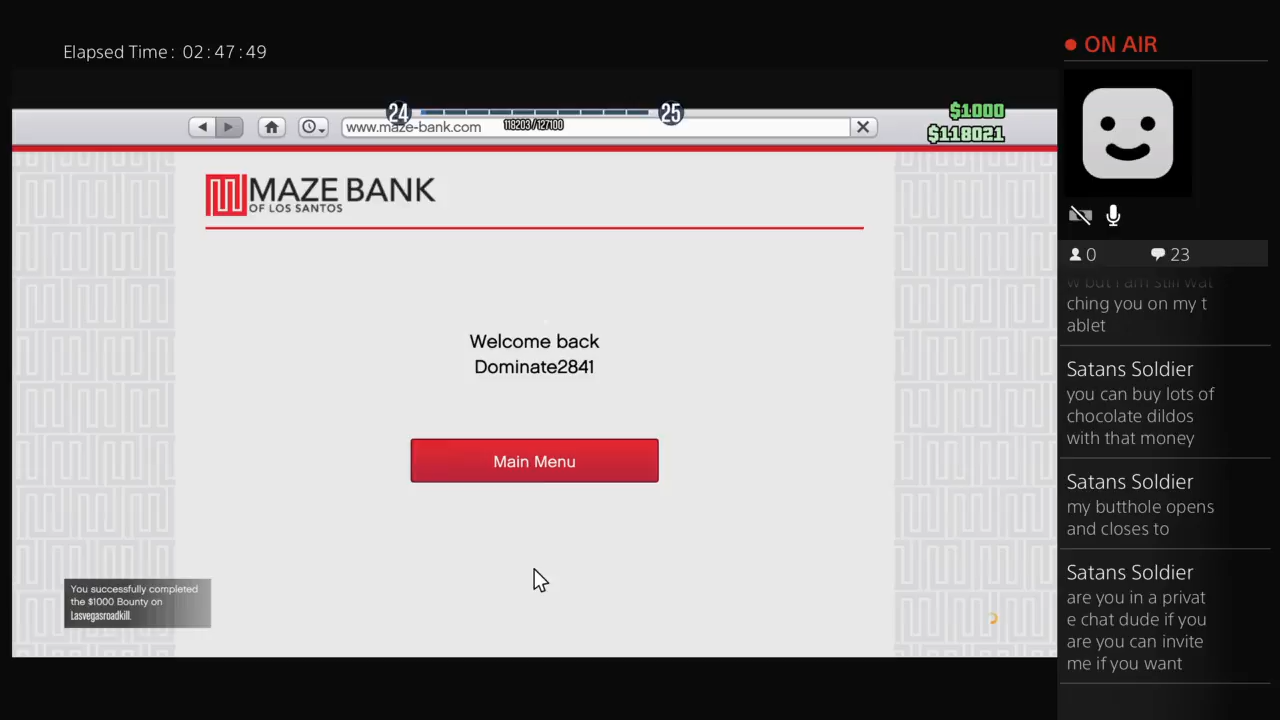 Elapsed Time: 02:47:49
ON AIR
24
25
118203/127100
$1000
$118021
www.maze-bank.com
MAZE BANK
OF LOS SANTOS
Welcome back
Dominate2841
Main Menu
You successfully completed
the $1000 Bounty on
Lasvegasroadkill.
0
23
w but i am still wat
ching you on my t
ablet
Satans Soldier
you can buy lots of
chocolate dildos
with that money
Satans Soldier
my butthole opens
and closes to
Satans Soldier
are you in a privat
e chat dude if you
are you can invite
me if you want